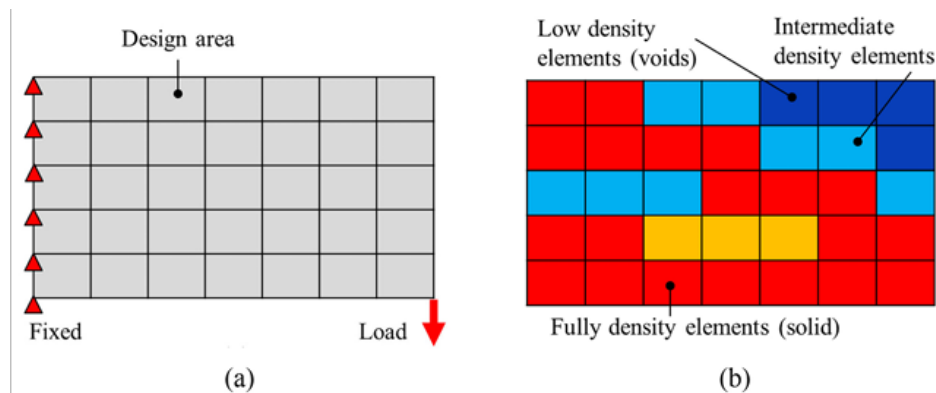 Design area
Fixed
Load
(a)
Low density
elements (voids)
Intermediate
density elements
Fully density elements (solid)
(b)